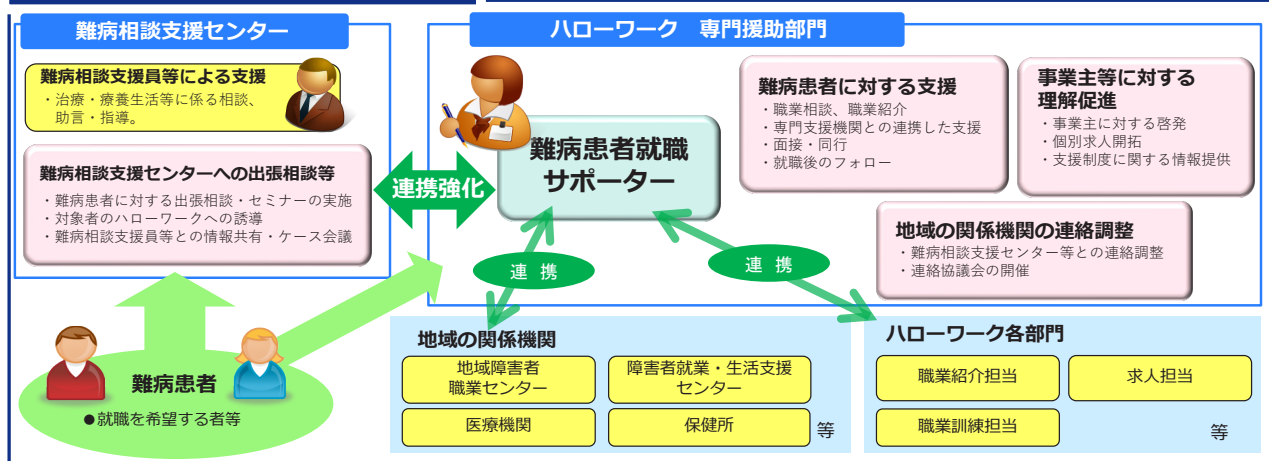 難病相談支援センター
難病相談支援員等による支援
・治療・療養生活等に係る相談、
助言・指導。
難病相談支援センターへの出張相談等
・難病患者に対する出張相談・セミナーの実施
・対象者のハローワークへの誘導
・難病相談支援員等との情報共有・ケース会議
連携強化
ハローワーク 専門援助部門
難病患者就職
サポーター
難病患者に対する支援
・職業相談、職業紹介
・専門支援機関との連携した支援
・面接・同行
・就職後のフォロー
事業主等に対する
理解促進
・事業主に対する啓発
・個別求人開拓
・支援制度に関する情報提供
地域の関係機関の連絡調整
・難病相談支援センター等との連絡調整
・連絡協議会の開催
連 携
連 携
難病患者
●就職を希望する者等
地域の関係機関
地域障害者
職業センター
障害者就業・生活支援
センター
医療機関
保健所
等
ハローワーク各部門
職業紹介担当
求人担当
職業訓練担当
等